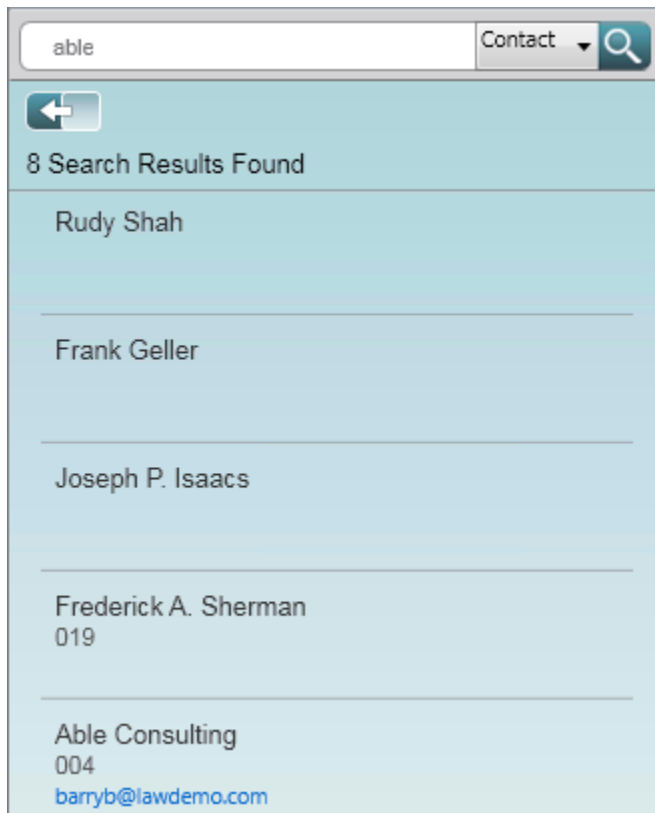 able
Contact
8 Search Results Found
Rudy Shah
Frank Geller
Joseph P. Isaacs
Frederick A. Sherman
019
Able Consulting
004
barryb@lawdemo.com